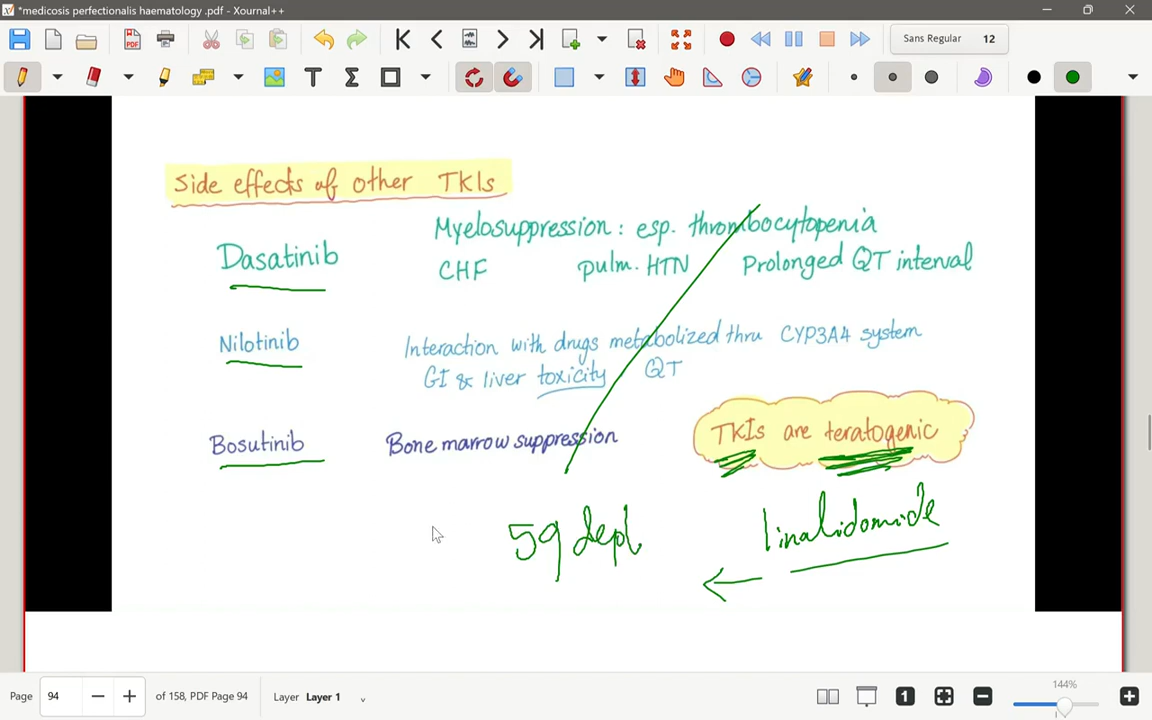 *medicosis perfectionalis haematology .pdf - Xournal++
Sans Regular 12
Side effects of other TKIs
Myelosuppression: esp. thrombocytopenia
Dasatinib
CHF pulm. HTN Prolonged QT interval
Nilotinib
Interaction with drugs metabolized thru CYP3A4 system
GI & liver toxicity QT
Bosutinib Bone marrow suppression TKIs are teratogenic
linalidomide
5q depl.
Page 94 of 158, PDF Page 94 Layer Layer 1 144%